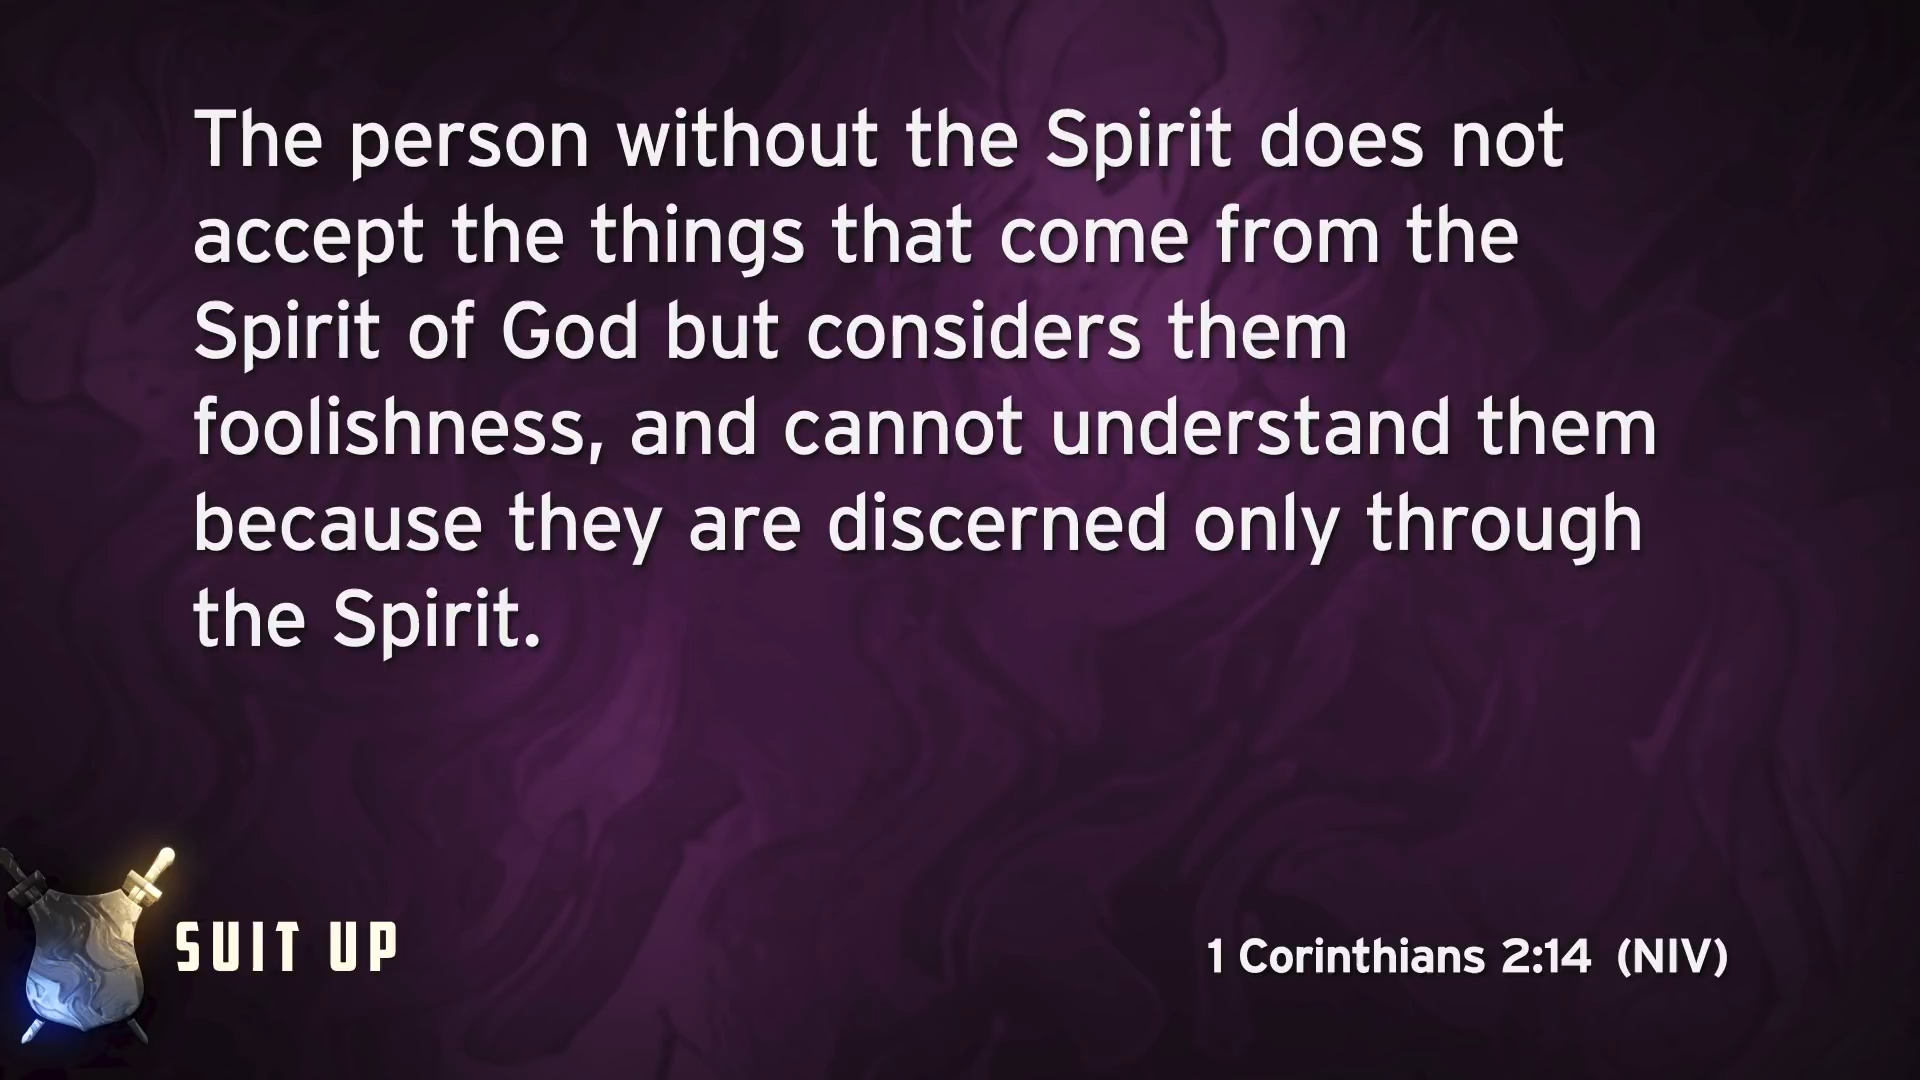 The person without the Spirit does not
accept the things that come from the
Spirit of God but considers them
foolishness, and cannot understand them
because they are discerned only through
the Spirit.
SUIT UP
1 Corinthians 2:14 (NIV)